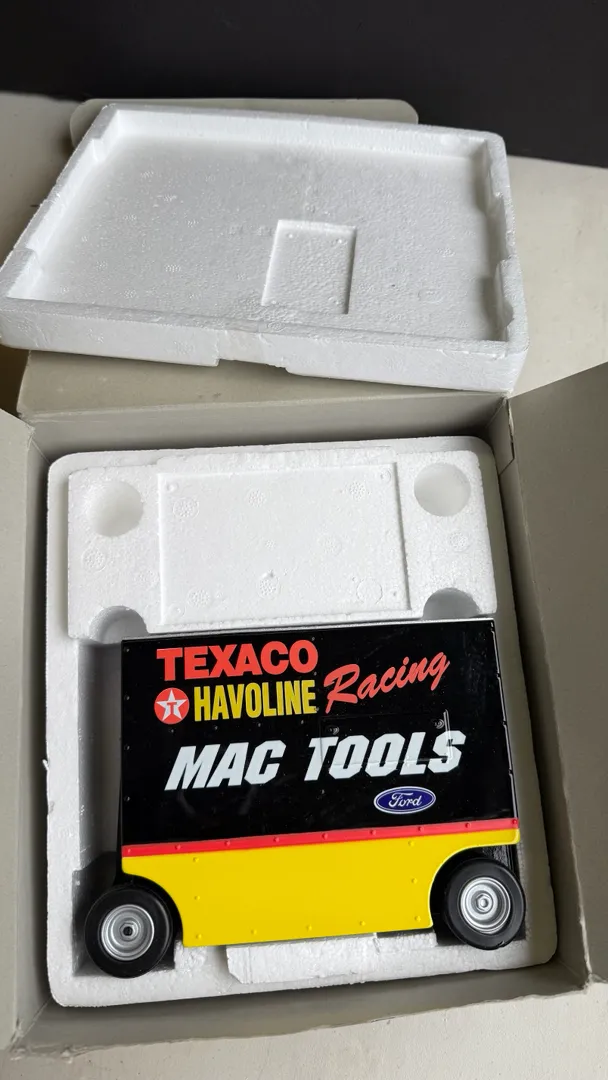 TEXACO
HAVOLINE Racing
MAC TOOLS
Ford